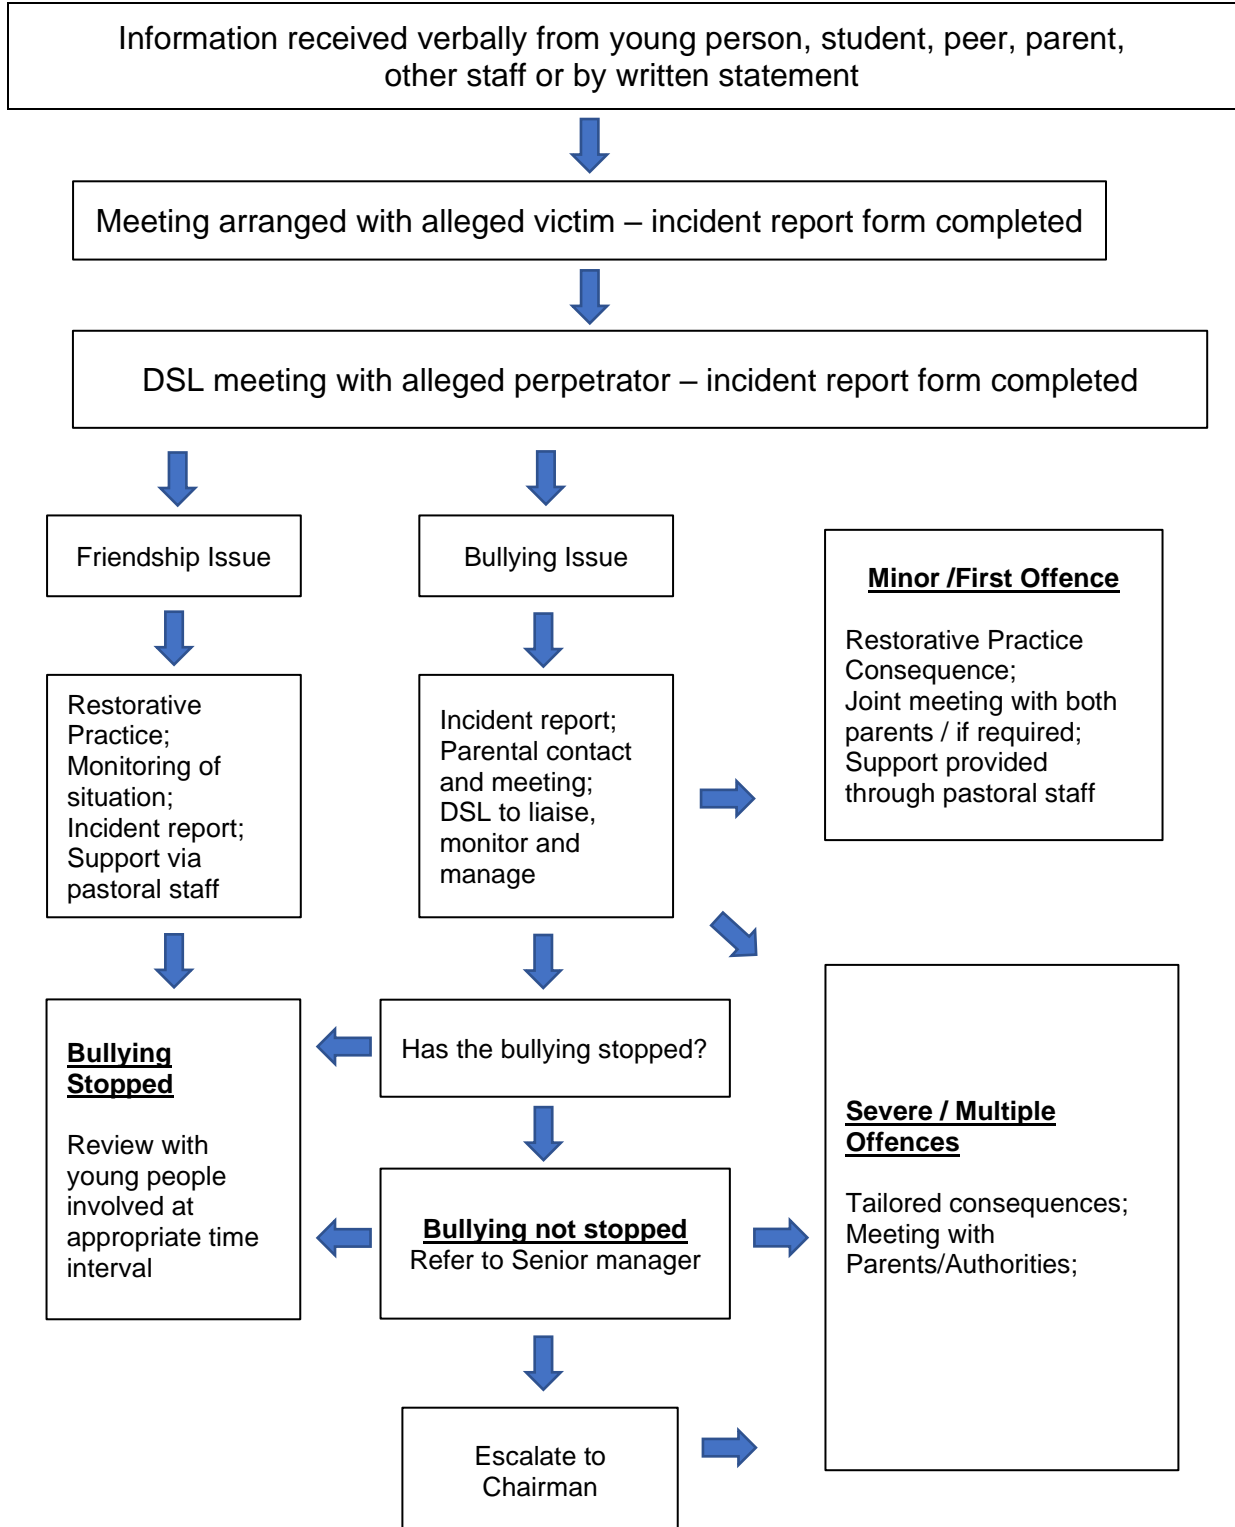 Information received verbally from young person, student, peer, parent,
other staff or by written statement
Meeting arranged with alleged victim – incident report form completed
DSL meeting with alleged perpetrator – incident report form completed
Friendship Issue
Bullying Issue
Minor /First Offence
Restorative Practice
Consequence;
Joint meeting with both
parents / if required;
Support provided
through pastoral staff
Restorative
Practice;
Monitoring of
situation;
Incident report;
Support via
pastoral staff
Incident report;
Parental contact
and meeting;
DSL to liaise,
monitor and
manage
Bullying
Stopped
Review with
young people
involved at
appropriate time
interval
Has the bullying stopped?
Bullying not stopped
Refer to Senior manager
Severe / Multiple
Offences
Tailored consequences;
Meeting with
Parents/Authorities;
Escalate to
Chairman